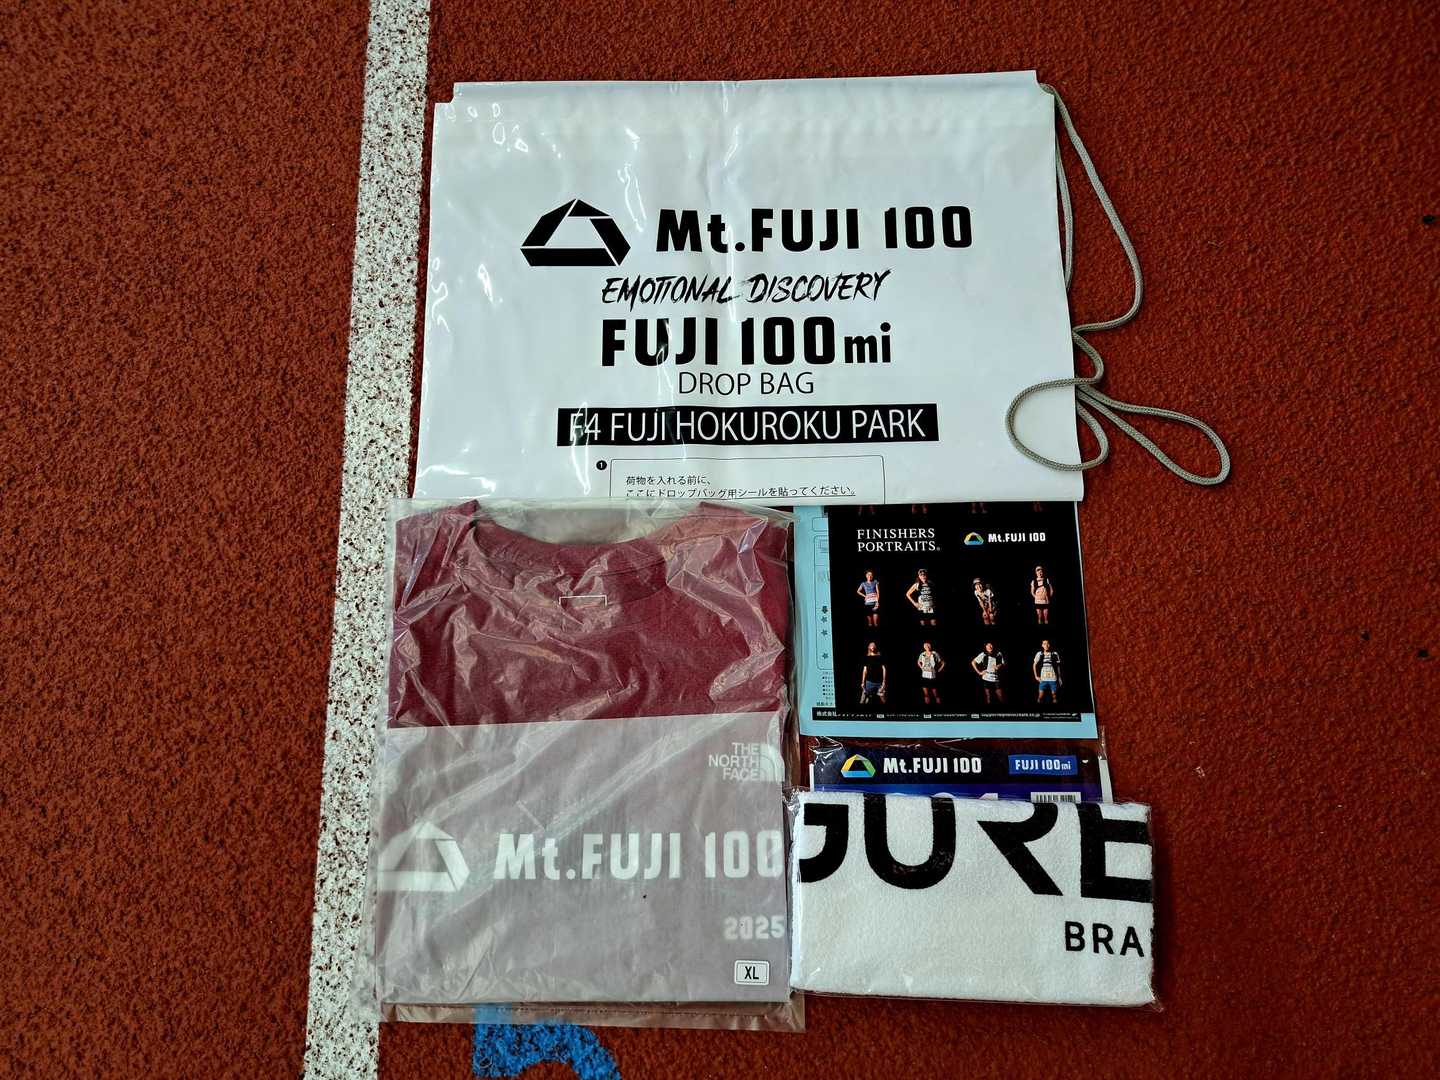 Mt.FUJI 100
EMOTIONAL DISCOVERY
FUJI 100mi
DROP BAG
F4 FUJI HOKUROKU PARK
1
荷物を入れる前に、
ここにドロップバッグ用シールを貼ってください。
FINISHERS
PORTRAITS。
Mt.FUJI 100
THE
NORTH
FACE
Mt.FUJI 100
2025
XL
Mt.FUJI 100
FUJI 100mi
GURE
BRA